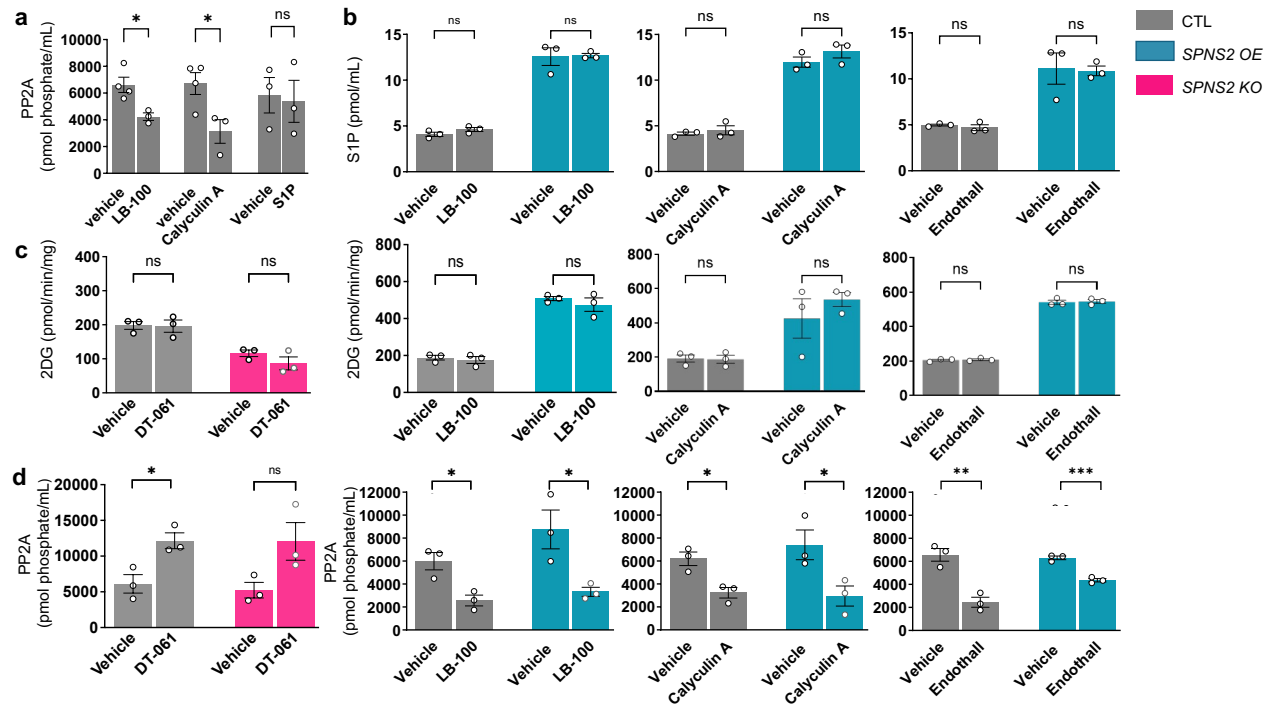 a
PP2A
(pmol phosphate/mL)
10000
8000
6000
4000
2000
0
*
*
ns
vehicle
LB-100
vehicle
Calyculin A
Vehicle
S1P
b
S1P (pmol/mL)
15
10
5
0
ns
ns
Vehicle
LB-100
Vehicle
LB-100
15
10
5
0
ns
ns
Vehicle
Calyculin A
Vehicle
Calyculin A
15
10
5
0
ns
ns
Vehicle
Endothall
Vehicle
Endothall
CTL
SPNS2 OE
SPNS2 KO
c
2DG (pmol/min/mg)
400
300
200
100
0
ns
ns
Vehicle
DT-061
Vehicle
DT-061
2DG (pmol/min/mg)
800
600
400
200
0
ns
ns
Vehicle
LB-100
Vehicle
LB-100
800
600
400
200
0
ns
ns
Vehicle
Calyculin A
Vehicle
Calyculin A
800
600
400
200
0
ns
ns
Vehicle
Endothall
Vehicle
Endothall
d
PP2A
(pmol phosphate/mL)
20000
15000
10000
5000
0
*
ns
Vehicle
DT-061
Vehicle
DT-061
PP2A
(pmol phosphate/mL)
12000
10000
8000
6000
4000
2000
0
*
*
Vehicle
LB-100
Vehicle
LB-100
12000
10000
8000
6000
4000
2000
0
*
*
Vehicle
Calyculin A
Vehicle
Calyculin A
12000
10000
8000
6000
4000
2000
0
**
***
Vehicle
Endothall
Vehicle
Endothall